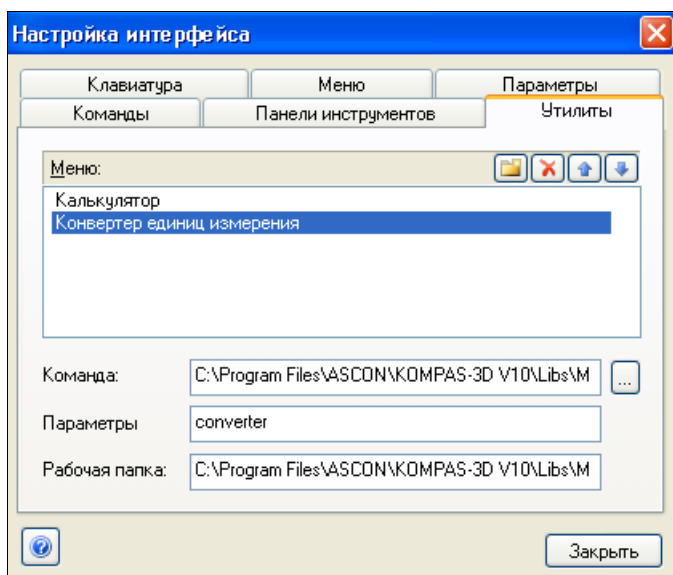 Настройка интерфейса
Клавиатура Меню Параметры
Команды Панели инструментов Утилиты
Меню:
Калькулятор
Конвертер единиц измерения
Команда: C:\Program Files\ASCON\KOMPAS-3D V10\Libs\M ...
Параметры converter
Рабочая папка: C:\Program Files\ASCON\KOMPAS-3D V10\Libs\M
Закрыть